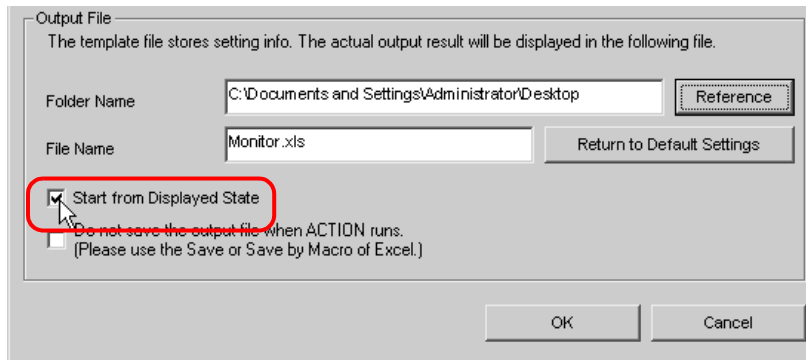 Output File
The template file stores setting info. The actual output result will be displayed in the following file.
Folder Name
C:\Documents and Settings\Administrator\Desktop
Reference
File Name
Monitor.xls
Return to Default Settings
Start from Displayed State
Do not save the output file when ACTION runs.
(Please use the Save or Save by Macro of Excel.)
OK
Cancel